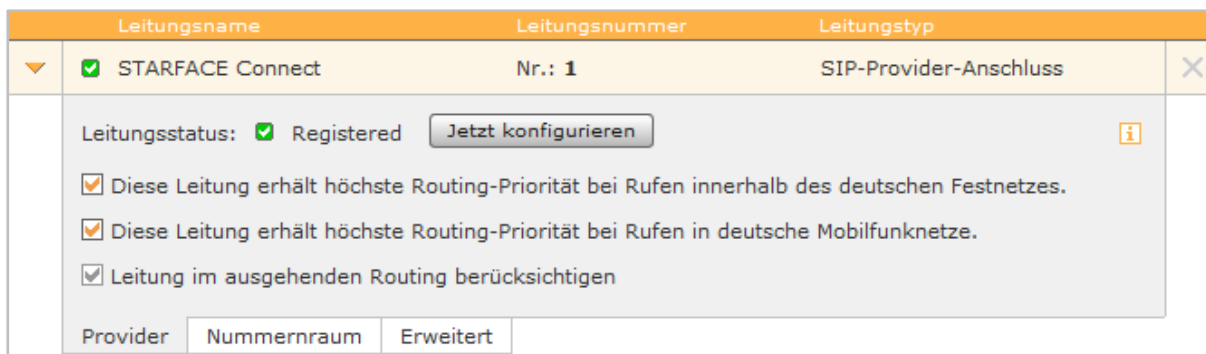 Leitungsname Leitungsnummer Leitungstyp
STARFACE Connect Nr.: 1 SIP-Provider-Anschluss
Leitungsstatus: Registered Jetzt konfigurieren
Diese Leitung erhält höchste Routing-Priorität bei Rufen innerhalb des deutschen Festnetzes.
Diese Leitung erhält höchste Routing-Priorität bei Rufen in deutsche Mobilfunknetze.
Leitung im ausgehenden Routing berücksichtigen
Provider Nummernraum Erweitert